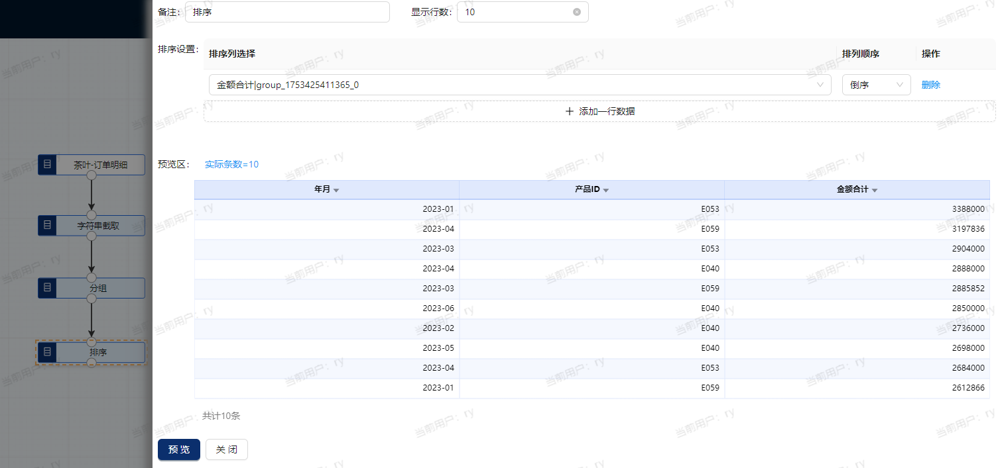 备注： 排序 显示行数： 10
排序设置： 排序列选择 排列顺序 操作
金额合计|group_1753425411365_0 倒序 删除
添加一行数据
茶叶-订单明细
字符串截取
分组
排序
预览区： 实际条数=10
年月 产品ID 金额合计
2023-01 E053 3388000
2023-04 E059 3197836
2023-03 E053 2904000
2023-04 E040 2888000
2023-03 E059 2885852
2023-06 E040 2850000
2023-02 E040 2736000
2023-05 E040 2698000
2023-04 E053 2684000
2023-01 E059 2612866
共计10条
预 览 关 闭
当前用户：ry